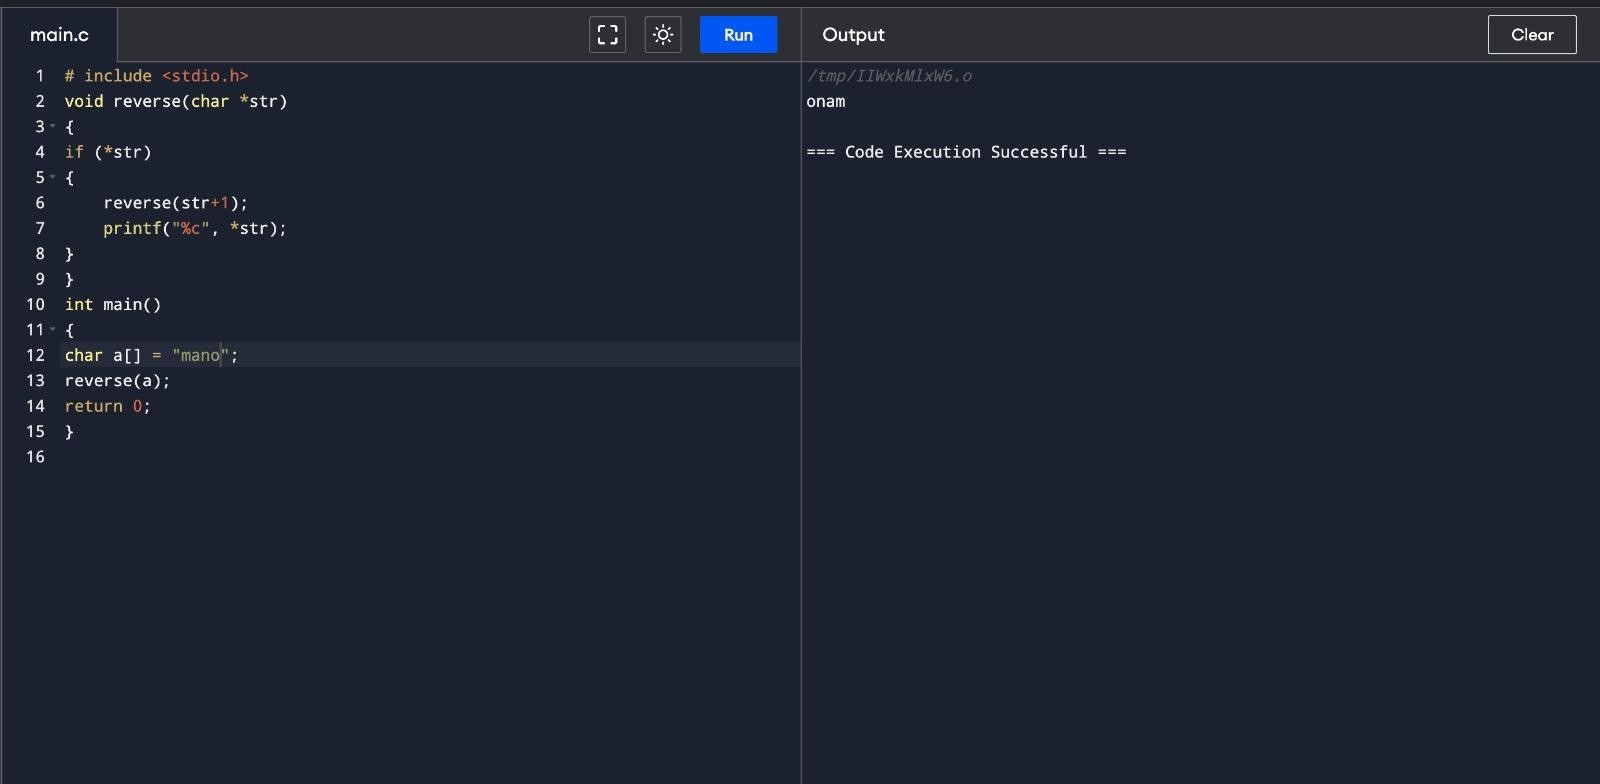 main.c
Run
Output
Clear
1 # include <stdio.h>
2 void reverse(char *str)
3 {
4 if (*str)
5 {
6     reverse(str+1);
7     printf("%c", *str);
8 }
9 }
10 int main()
11 {
12 char a[] = "mano";
13 reverse(a);
14 return 0;
15 }
16
/tmp/IIWxkMlxW6.o
onam
=== Code Execution Successful ===